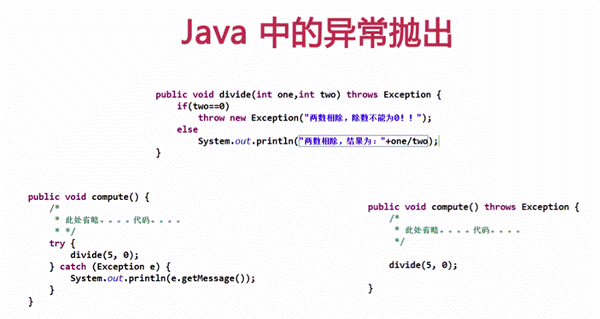 Java 中的异常抛出
public void divide(int one,int two) throws Exception {
if(two==0)
throw new Exception("两数相除，除数不能为0！！");
else
System.out.println("两数相除，结果为："+one/two);
}
public void compute() {
/*
* 此处省略。。。。代码。。。。
* */
try {
divide(5, 0);
} catch (Exception e) {
System.out.println(e.getMessage());
}
}
public void compute() throws Exception {
/*
* 此处省略。。。。代码。。。。
*/
divide(5, 0);
}